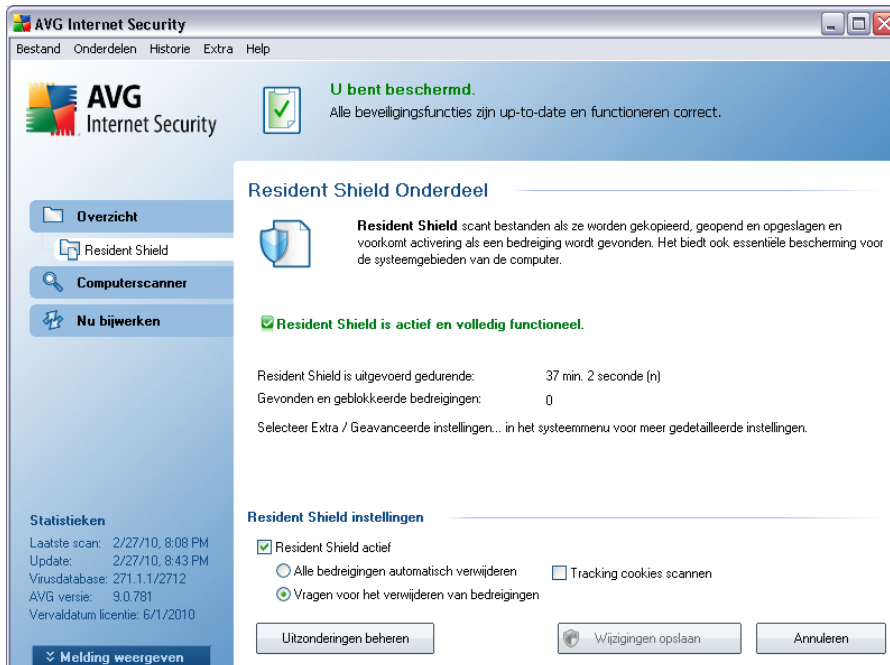 AVG Internet Security
Bestand Onderdelen Historie Extra Help
AVG
Internet Security
U bent beschermd.
Alle beveiligingsfuncties zijn up-to-date en functioneren correct.
Overzicht
Resident Shield
Computerscanner
Nu bijwerken
Resident Shield Onderdeel
Resident Shield scant bestanden als ze worden gekopieerd, geopend en opgeslagen en
voorkomt activering als een bedreiging wordt gevonden. Het biedt ook essentiële bescherming voor
de systeemgebieden van de computer.
Resident Shield is actief en volledig functioneel.
Resident Shield is uitgevoerd gedurende: 37 min. 2 seconde (n)
Gevonden en geblokkeerde bedreigingen: 0
Selecteer Extra / Geavanceerde instellingen... in het systeemmenu voor meer gedetailleerde instellingen.
Resident Shield instellingen
Resident Shield actief
Alle bedreigingen automatisch verwijderen
Tracking cookies scannen
Vragen voor het verwijderen van bedreigingen
Uitzonderingen beheren
Wijzigingen opslaan
Annuleren
Statistieken
Laatste scan: 2/27/10, 8:08 PM
Update: 2/27/10, 8:43 PM
Virusdatabase: 271.1.1/2712
AVG versie: 9.0.781
Vervaldatum licentie: 6/1/2010
Melding weergeven